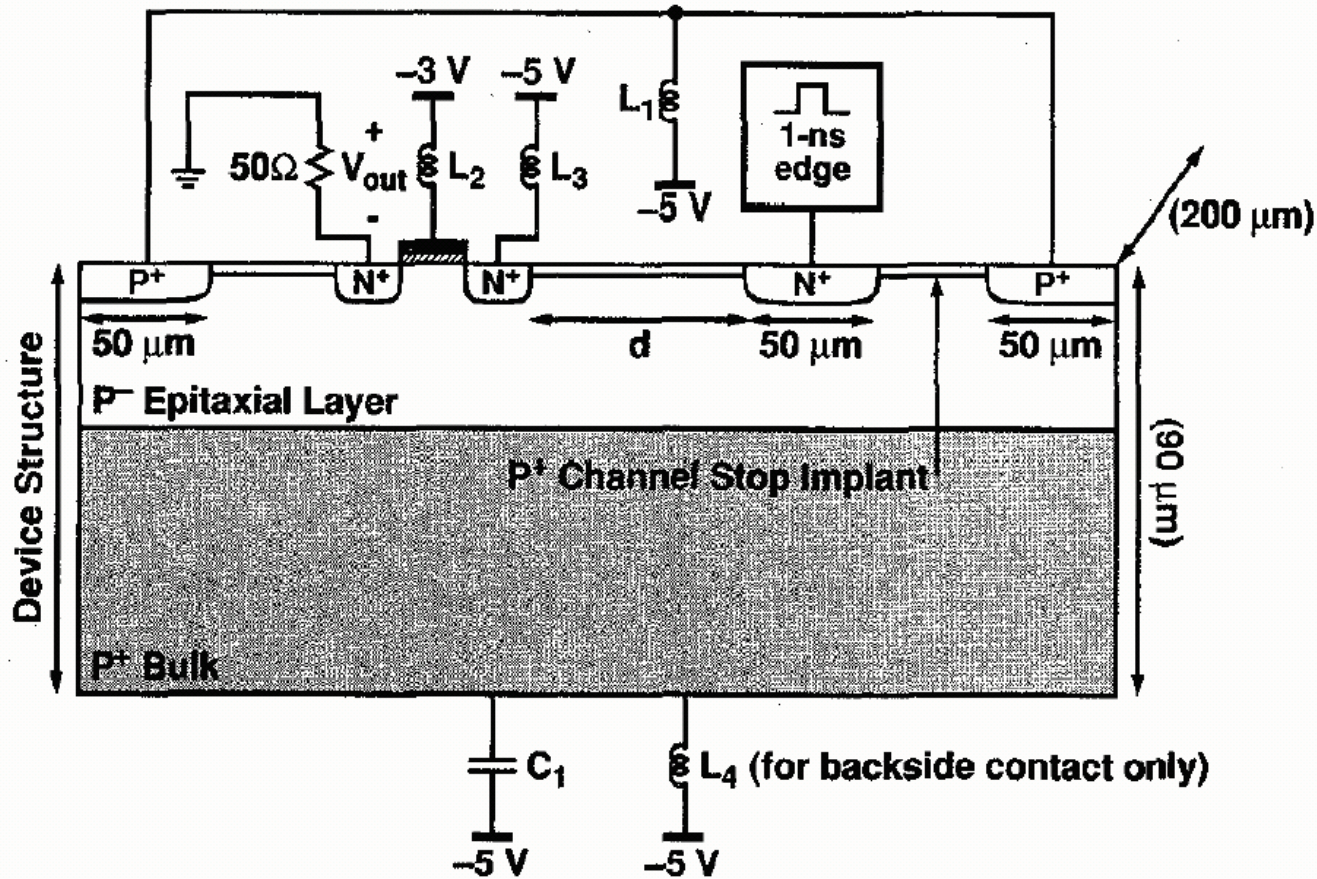 –3 V
–5 V
L₁
1-ns
edge
50Ω
+
Vout
-
L₂
L₃
–5 V
(200 μm)
P⁺
N⁺
N⁺
N⁺
P⁺
50 μm
d
50 μm
50 μm
P⁻ Epitaxial Layer
P⁺ Channel Stop Implant
(90 μm)
Device Structure
P⁺ Bulk
C₁
L₄ (for backside contact only)
–5 V
–5 V